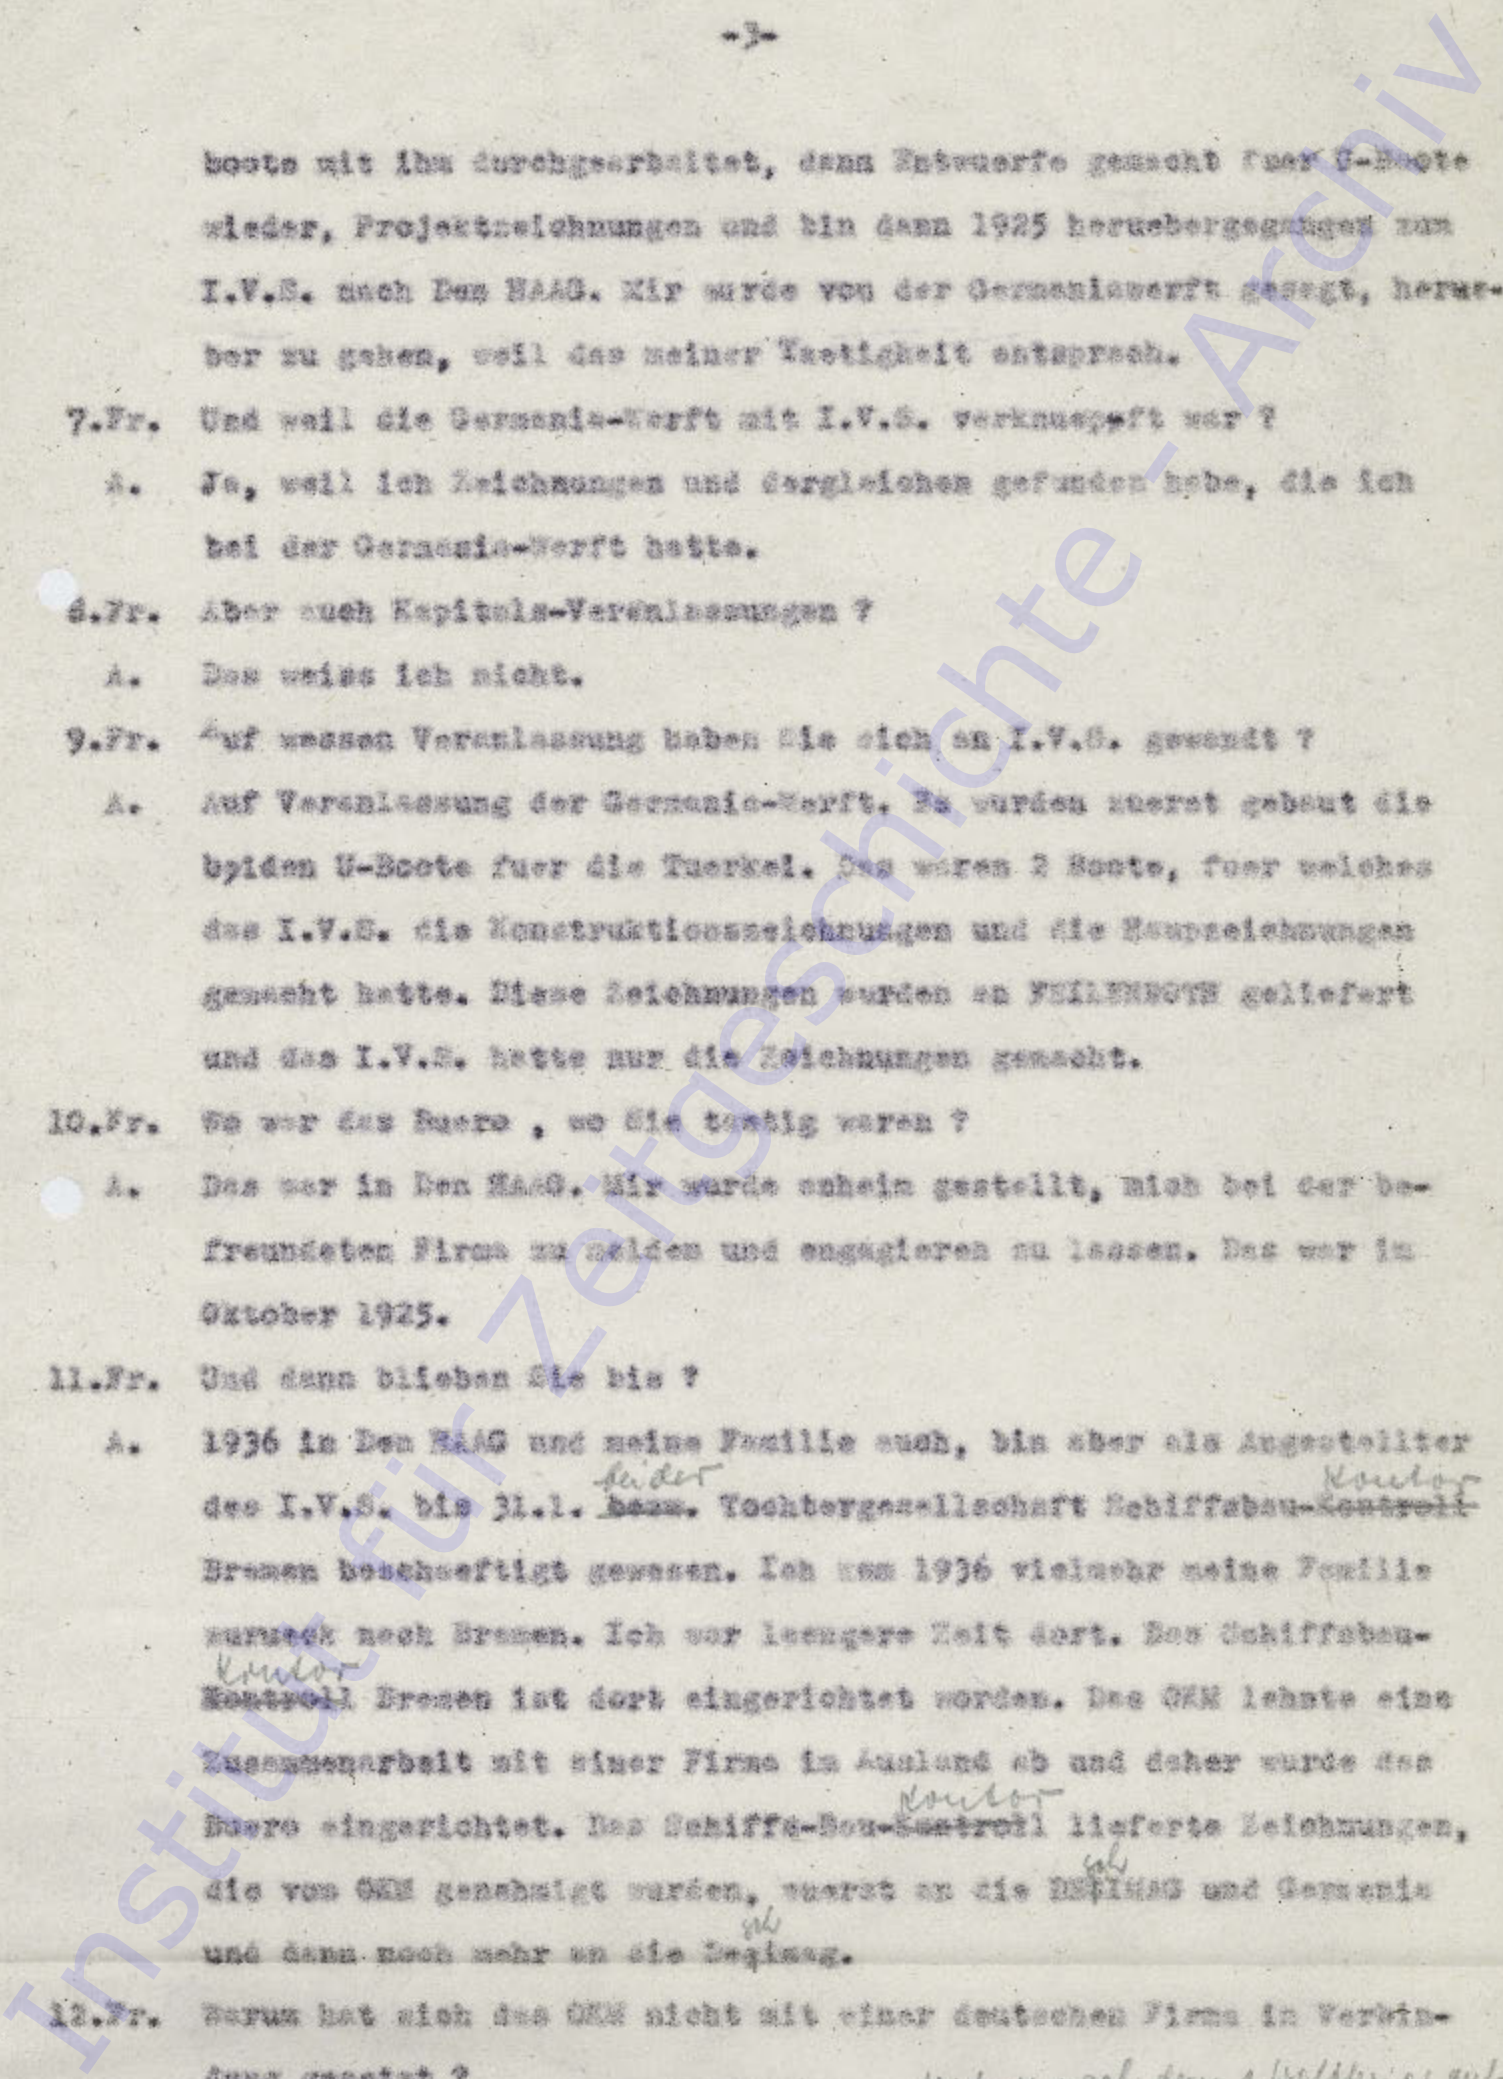 -3-
boote mit ihm durchgearbeitet, dann Entwuerfe gemacht fuer U-Boote
wieder, Projektzeichnungen und bin dann 1925 heruebergegangen zum
I.V.S. nach Den HAAG. Mir wurde von der Germaniawerft gesagt, herue-
ber zu gehen, weil das meiner Taetigkeit entsprach.
7.Fr. Und weil die Germania-Werft mit I.V.S. verknuepft war ?
A. Ja, weil ich Zeichnungen und dergleichen gefunden habe, die ich
bei der Germania-Werft hatte.
8.Fr. Aber auch Kapitals-Veranlassungen ?
A. Das weiss ich nicht.
9.Fr. Auf wessen Veranlassung haben Sie sich an I.V.S. gewandt ?
A. Auf Veranlassung der Germania-Werft. Es wurden zuerst gebaut die
beiden U-Boote fuer die Tuerkei. Das waren 2 Boote, fuer welches
das I.V.S. die Konstruktionszeichnungen und die Haupzeichnungen
gemacht hatte. Diese Zeichnungen wurden an geliefert
und das I.V.S. hatte nur die Zeichnungen gemacht.
10.Fr. Wo war das Buero , wo Sie taetig waren ?
A. Das war in Den HAAG. Mir wurde anheim gestellt, mich bei der be-
freundeten Firma zu melden und engagieren zu lassen. Das war im
Oktober 1925.
11.Fr. Und dann blieben Sie bis ?
A. 1936 in Den HAAG und meine Familie auch, bin aber als Angestellter
bei der Kontor
des I.V.S. bis 31.1. bezw. Tochtergesellschaft Schiffsbau-Kontroll
Bremen beschaeftigt gewesen. Ich kam 1936 vielmehr meine Familie
zurueck nach Bremen. Ich war laengere Zeit dort. Das Schiffsbau-
Kontor
Kontroll Bremen ist dort eingerichtet worden. Das OKM lehnte eine
Zusammenarbeit mit einer Firma im Ausland ab und daher wurde das
Kontor
Buero eingerichtet. Das Schiffs-Bau-Kontroll lieferte Zeichnungen,
sch
die vom OKM genehmigt wurden, zuerst an die DEQIMAG und Germania
sch
und dann noch mehr an die Deqimag.
12.Fr. Warum hat sich das OKM nicht mit einer deutschen Firma in Verbin-
dung gesetzt ?
Institut für Zeitgeschichte - Archiv